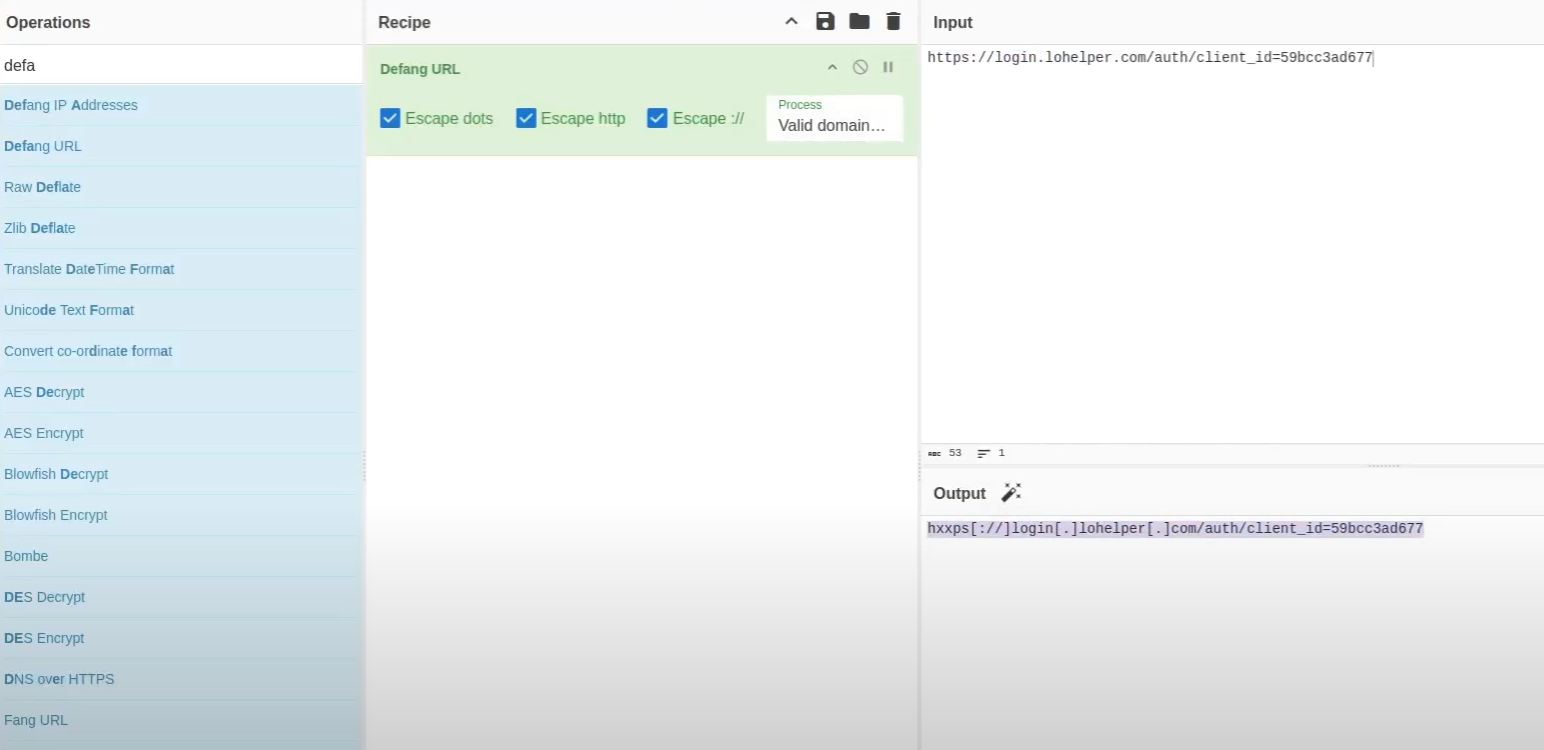 Operations
defa
Defang IP Addresses
Defang URL
Raw Deflate
Zlib Deflate
Translate DateTime Format
Unicode Text Format
Convert co-ordinate format
AES Decrypt
AES Encrypt
Blowfish Decrypt
Blowfish Encrypt
Bombe
DES Decrypt
DES Encrypt
DNS over HTTPS
Fang URL
Recipe
Defang URL
Escape dots Escape http Escape ://
Process
Valid domain...
Input
https://login.lohelper.com/auth/client_id=59bcc3ad677
ABC 53 1
Output
hxxps[://]login[.]lohelper[.]com/auth/client_id=59bcc3ad677